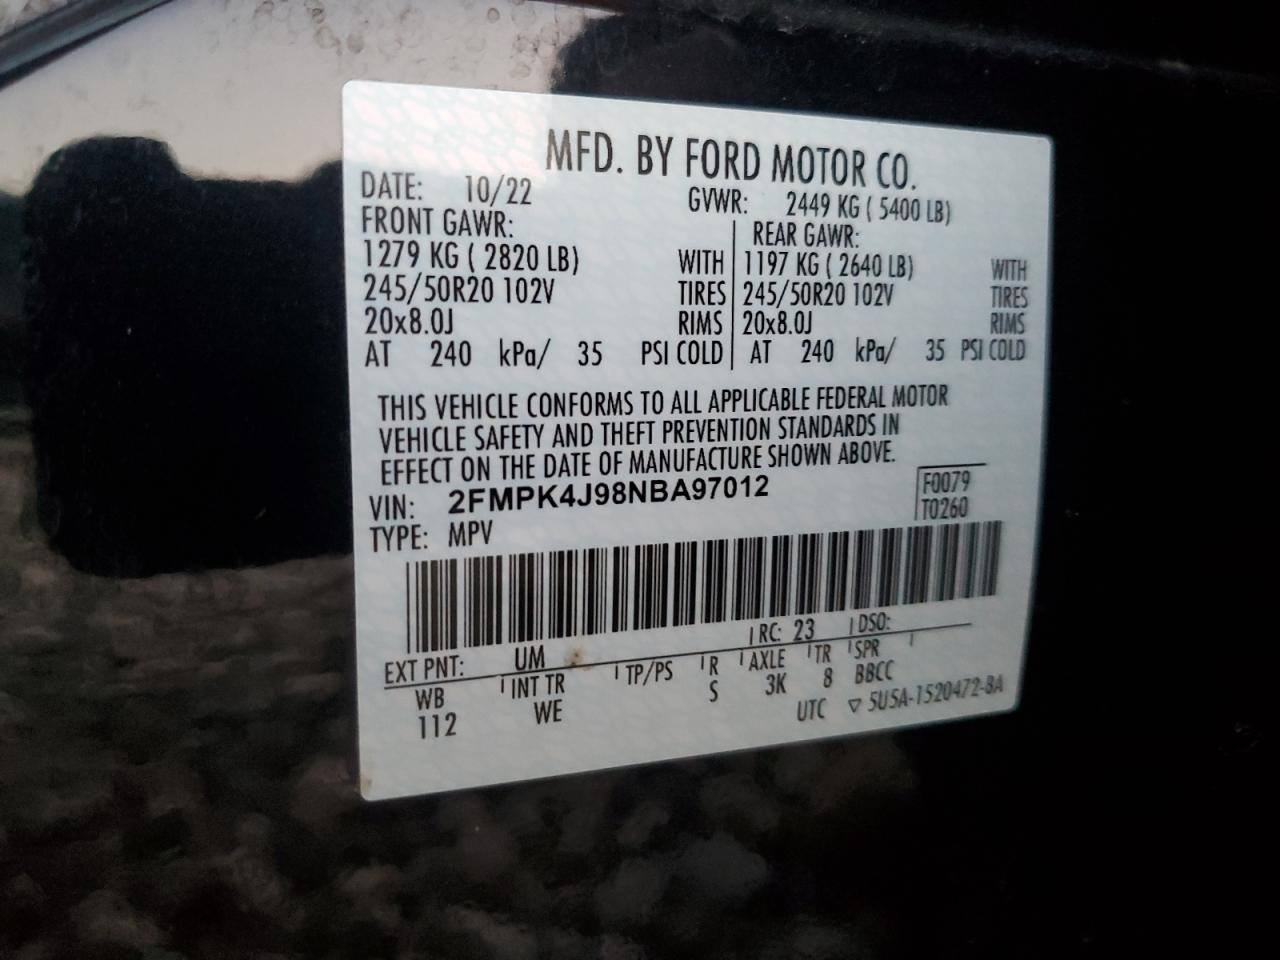 MFD. BY FORD MOTOR CO.
DATE: 10/22 GVWR: 2449 KG ( 5400 LB)
FRONT GAWR: REAR GAWR:
1279 KG ( 2820 LB) WITH 1197 KG ( 2640 LB) WITH
245/50R20 102V TIRES 245/50R20 102V TIRES
20x8.0J RIMS 20x8.0J RIMS
AT 240 kPa/ 35 PSI COLD AT 240 kPa/ 35 PSI COLD
THIS VEHICLE CONFORMS TO ALL APPLICABLE FEDERAL MOTOR
VEHICLE SAFETY AND THEFT PREVENTION STANDARDS IN
EFFECT ON THE DATE OF MANUFACTURE SHOWN ABOVE.
VIN: 2FMPK4J98NBA97012 F0079
TYPE: MPV T0260
EXT PNT: UM RC: 23 DSO:
WB INT TR TP/PS R AXLE TR SPR
112 WE S 3K 8 BBCC
UTC ▽ 5U5A-1520472-BA